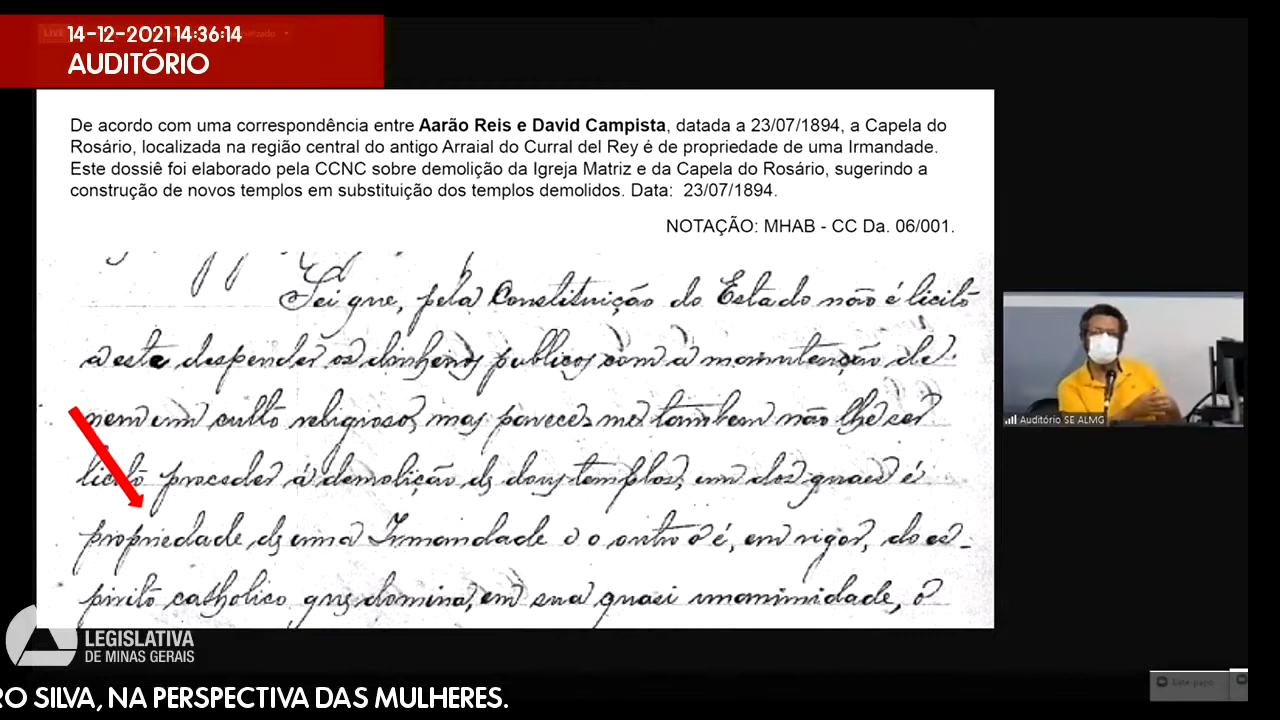 14-12-2021 14:36:14
AUDITÓRIO
De acordo com uma correspondência entre Aarão Reis e David Campista, datada a 23/07/1894, a Capela do
Rosário, localizada na região central do antigo Arraial do Curral del Rey é de propriedade de uma Irmandade.
Este dossiê foi elaborado pela CCNC sobre demolição da Igreja Matriz e da Capela do Rosário, sugerindo a
construção de novos templos em substituição dos templos demolidos. Data: 23/07/1894.
NOTAÇÃO: MHAB - CC Da. 06/001.
Sei que, pela Constituição do Estado não é licito
a este despender os dinheiros publicos com a manutenção de
nenhum culto religioso, mas parece-me tambem não lhe ser
licito proceder á demolição de dous templos, um dos quaes é
propriedade de uma Irmandade e o outro o é, em rigor, do es-
pirito catholico que domina, em sua quasi unanimidade, o
Auditório SE ALMG
LEGISLATIVA
DE MINAS GERAIS
RO SILVA, NA PERSPECTIVA DAS MULHERES.